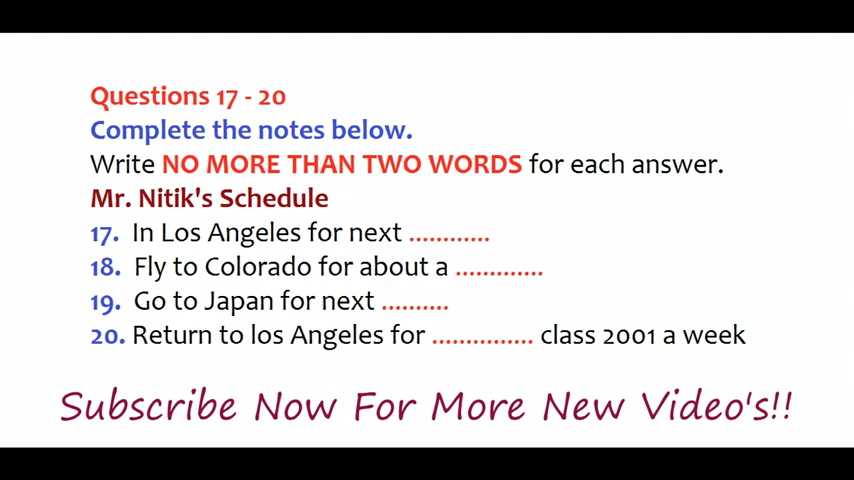 Questions 17 - 20
Complete the notes below.
Write NO MORE THAN TWO WORDS for each answer.
Mr. Nitik's Schedule
17. In Los Angeles for next ............
18. Fly to Colorado for about a .............
19. Go to Japan for next ..........
20. Return to los Angeles for ............... class 2001 a week
Subscribe Now For More New Video's!!